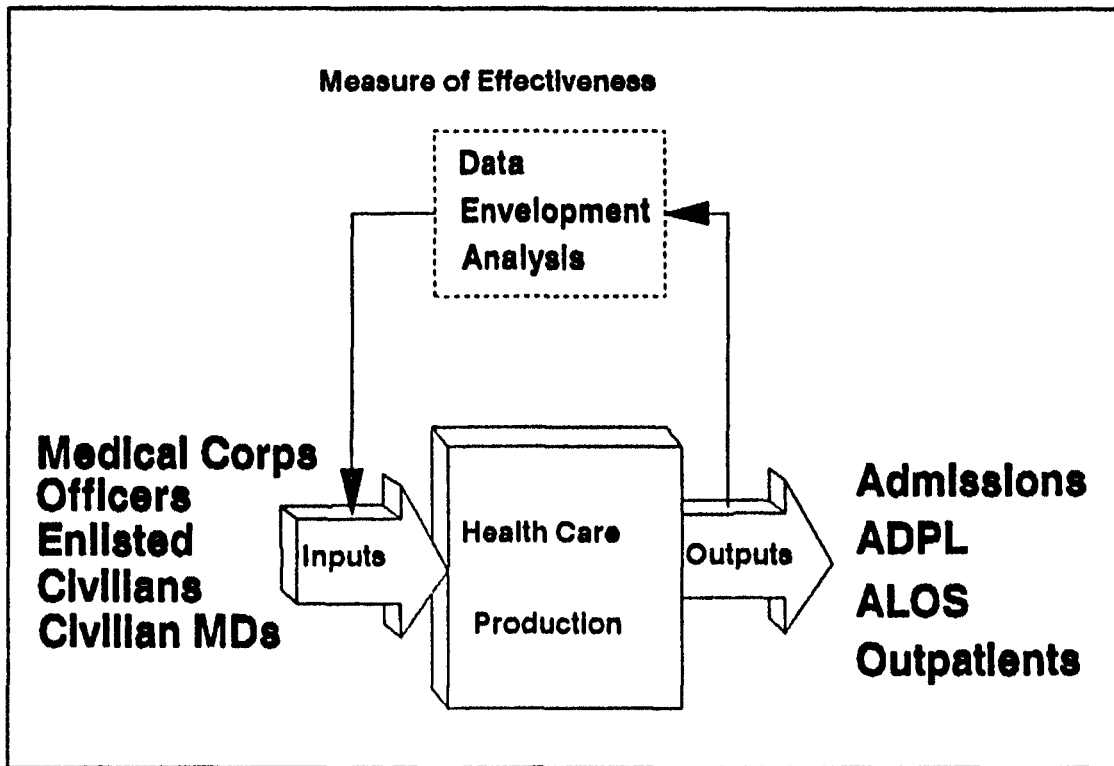 Measure of Effectiveness
Data
Envelopment
Analysis
Medical Corps
Officers
Enlisted
Civilians
Civilian MDs
Inputs
Health Care
Production
Outputs
Admissions
ADPL
ALOS
Outpatients